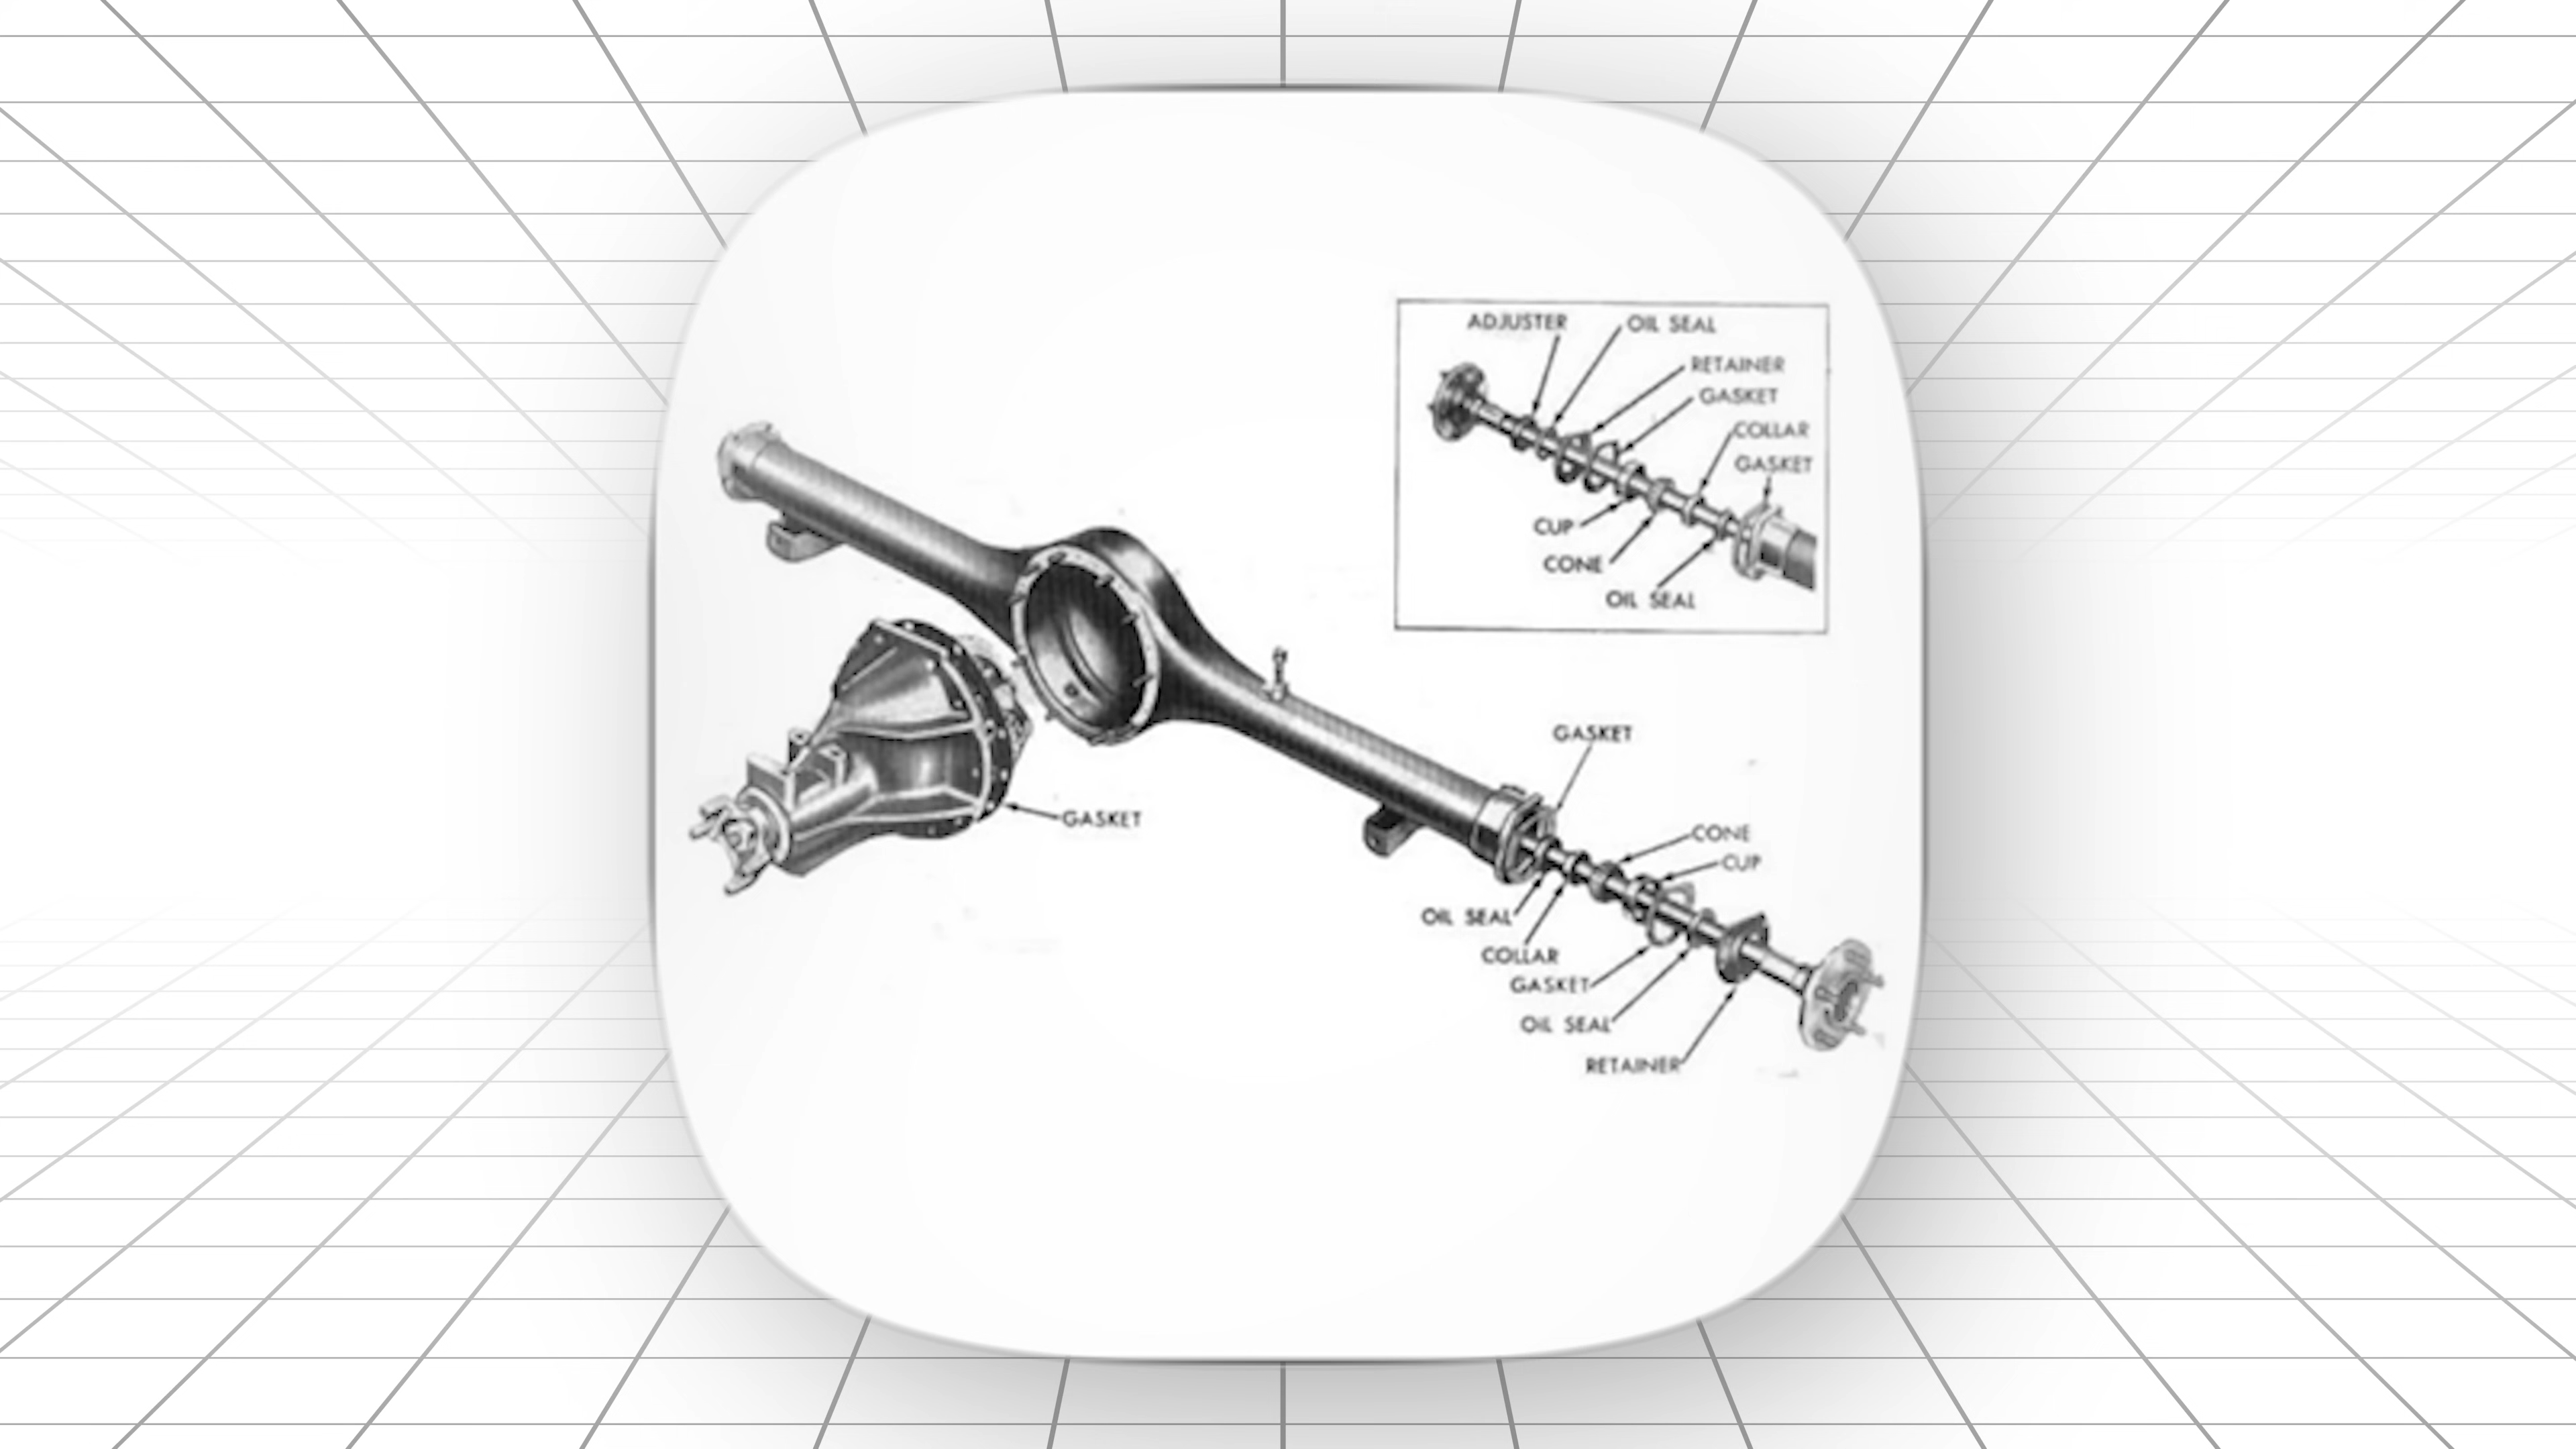 ADJUSTER
OIL SEAL
RETAINER
GASKET
COLLAR
GASKET
CUP
CONE
OIL SEAL
GASKET
GASKET
CONE
CUP
OIL SEAL
COLLAR
GASKET
OIL SEAL
RETAINER